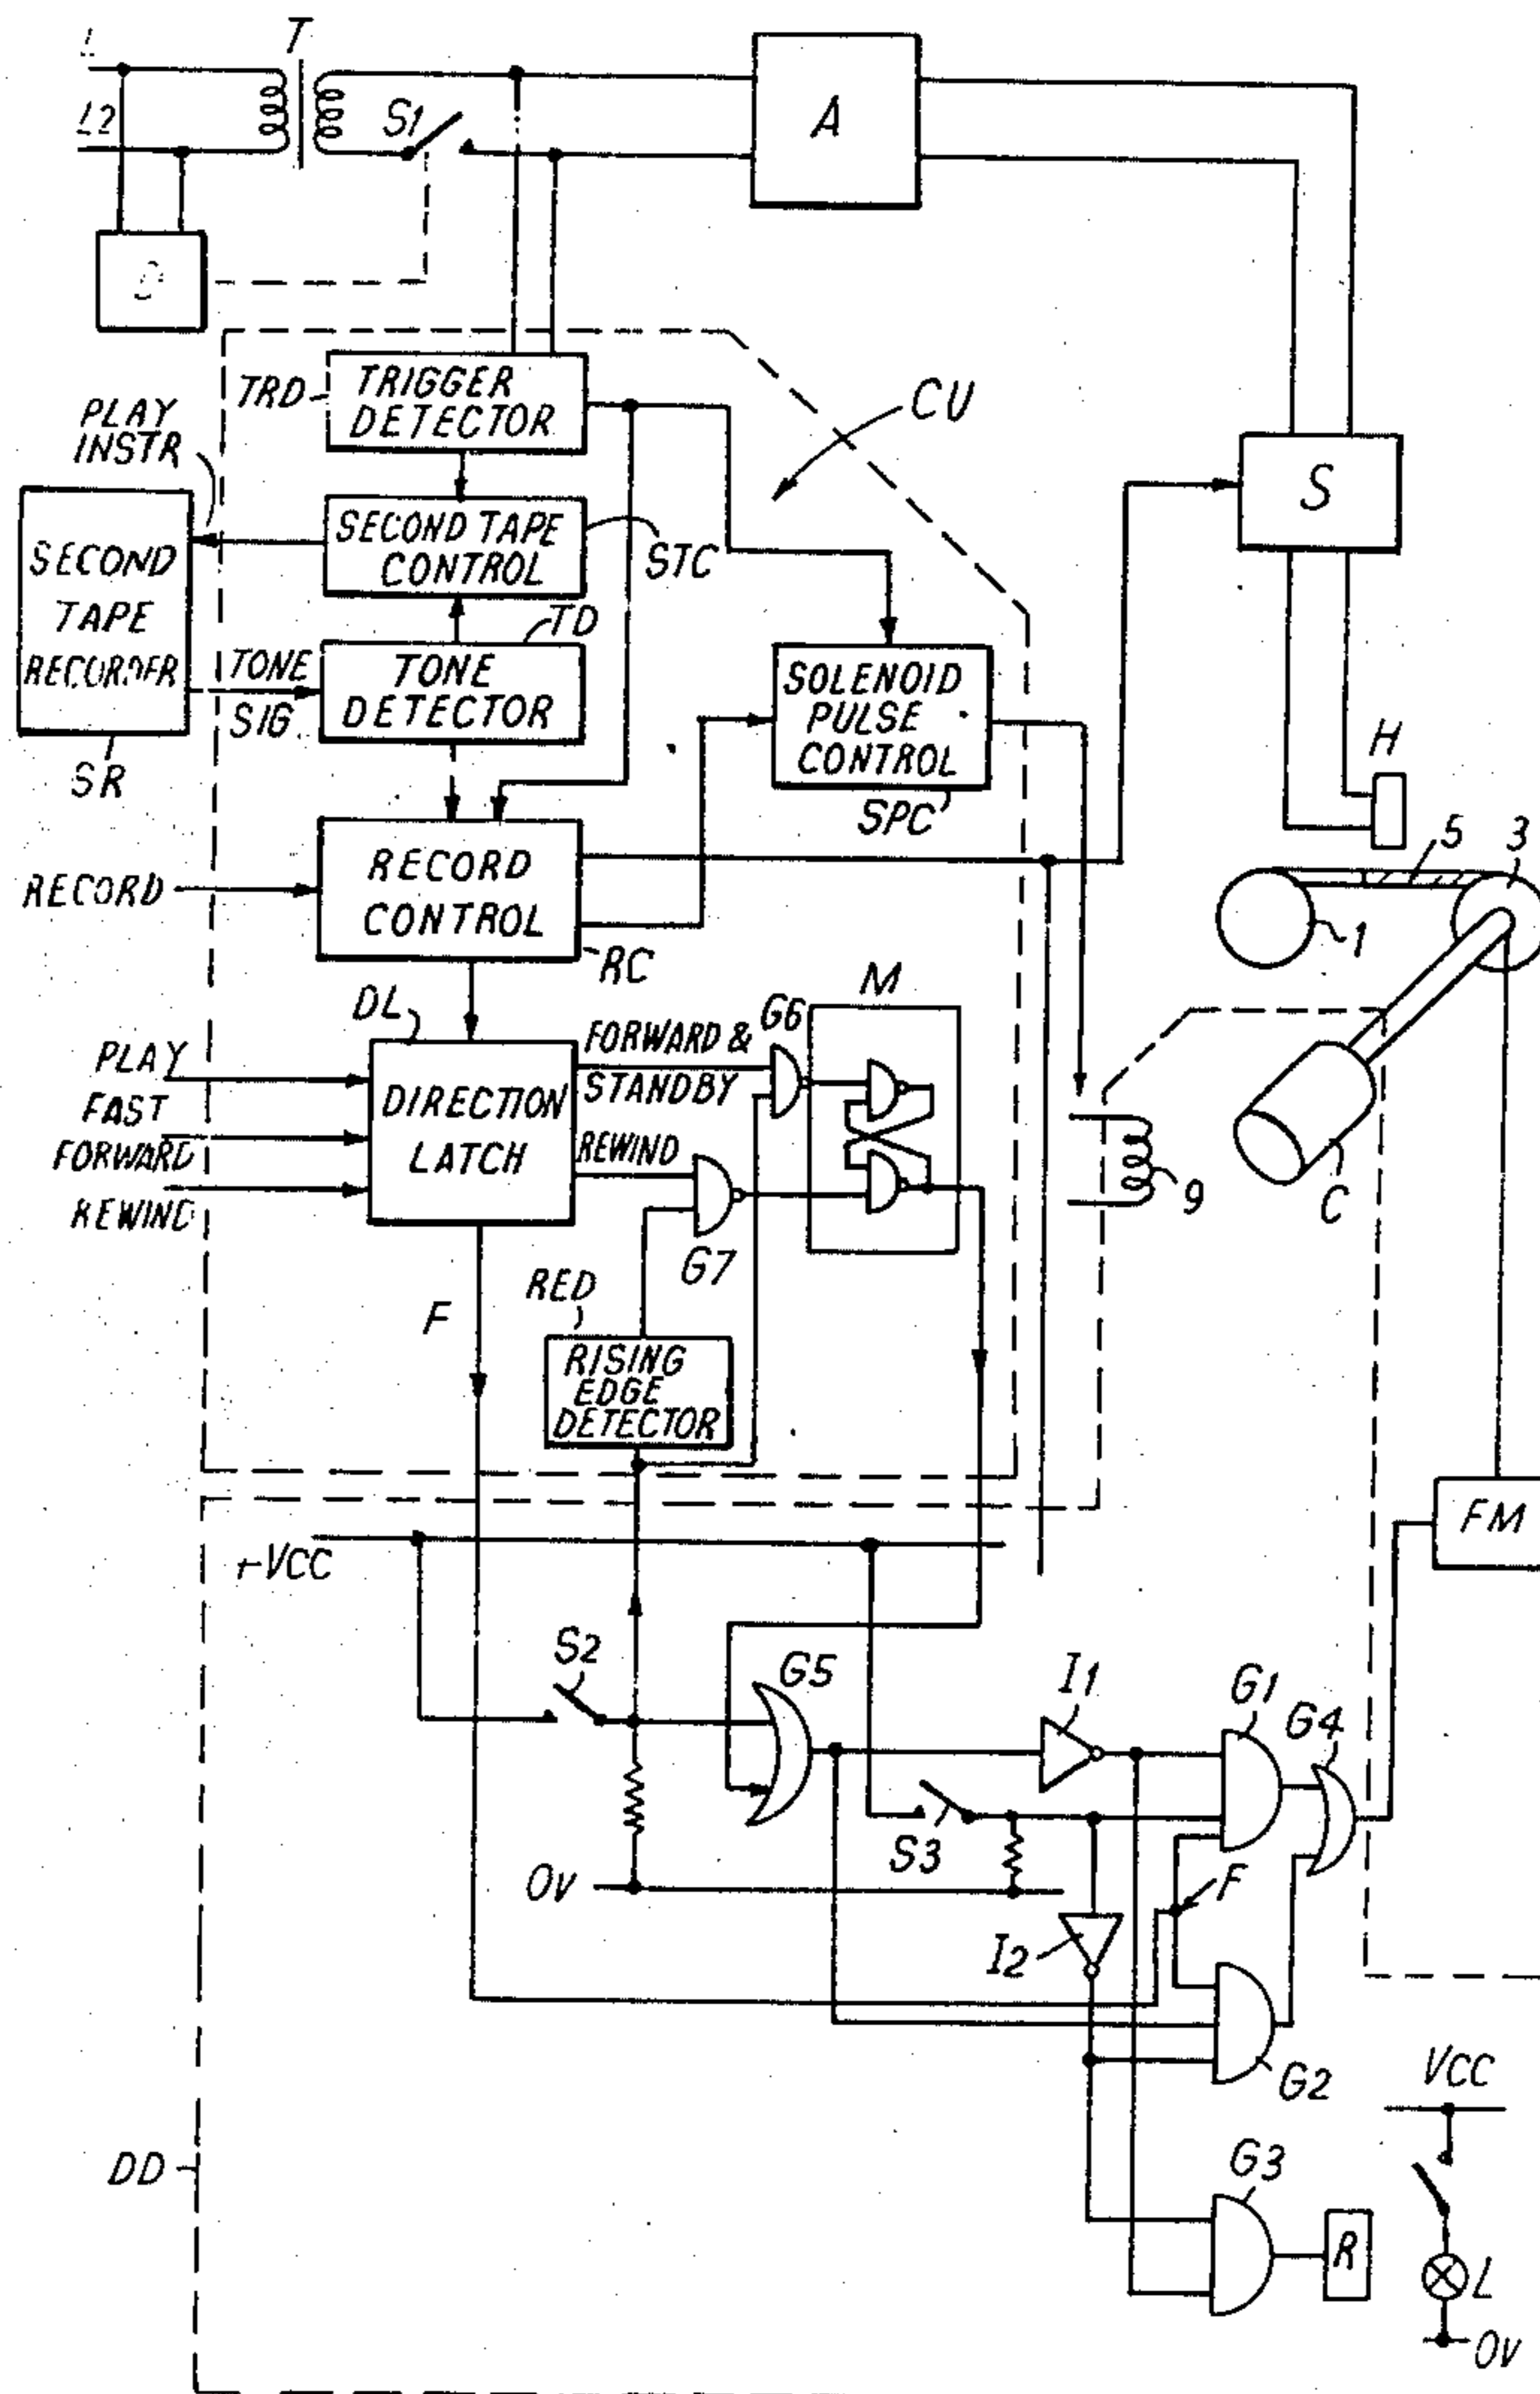 T
L2
S1
A
TRD
TRIGGER
DETECTOR
CU
PLAY
INSTR
S
SECOND
TAPE
RECORDER
SECOND TAPE
CONTROL
STC
TD
TONE
SIG
TONE
DETECTOR
SOLENOID
PULSE
CONTROL
SR
SPC
H
5
3
1
RECORD
RECORD
CONTROL
RC
M
DL
G6
FORWARD &
STANDBY
PLAY
FAST
FORWARD
REWIND
DIRECTION
LATCH
REWIND
G7
9
C
RED
F
RISING
EDGE
DETECTOR
FM
+VCC
S2
G5
I1
G1
G4
S3
0V
F
I2
G2
VCC
DD
G3
R
L
0V